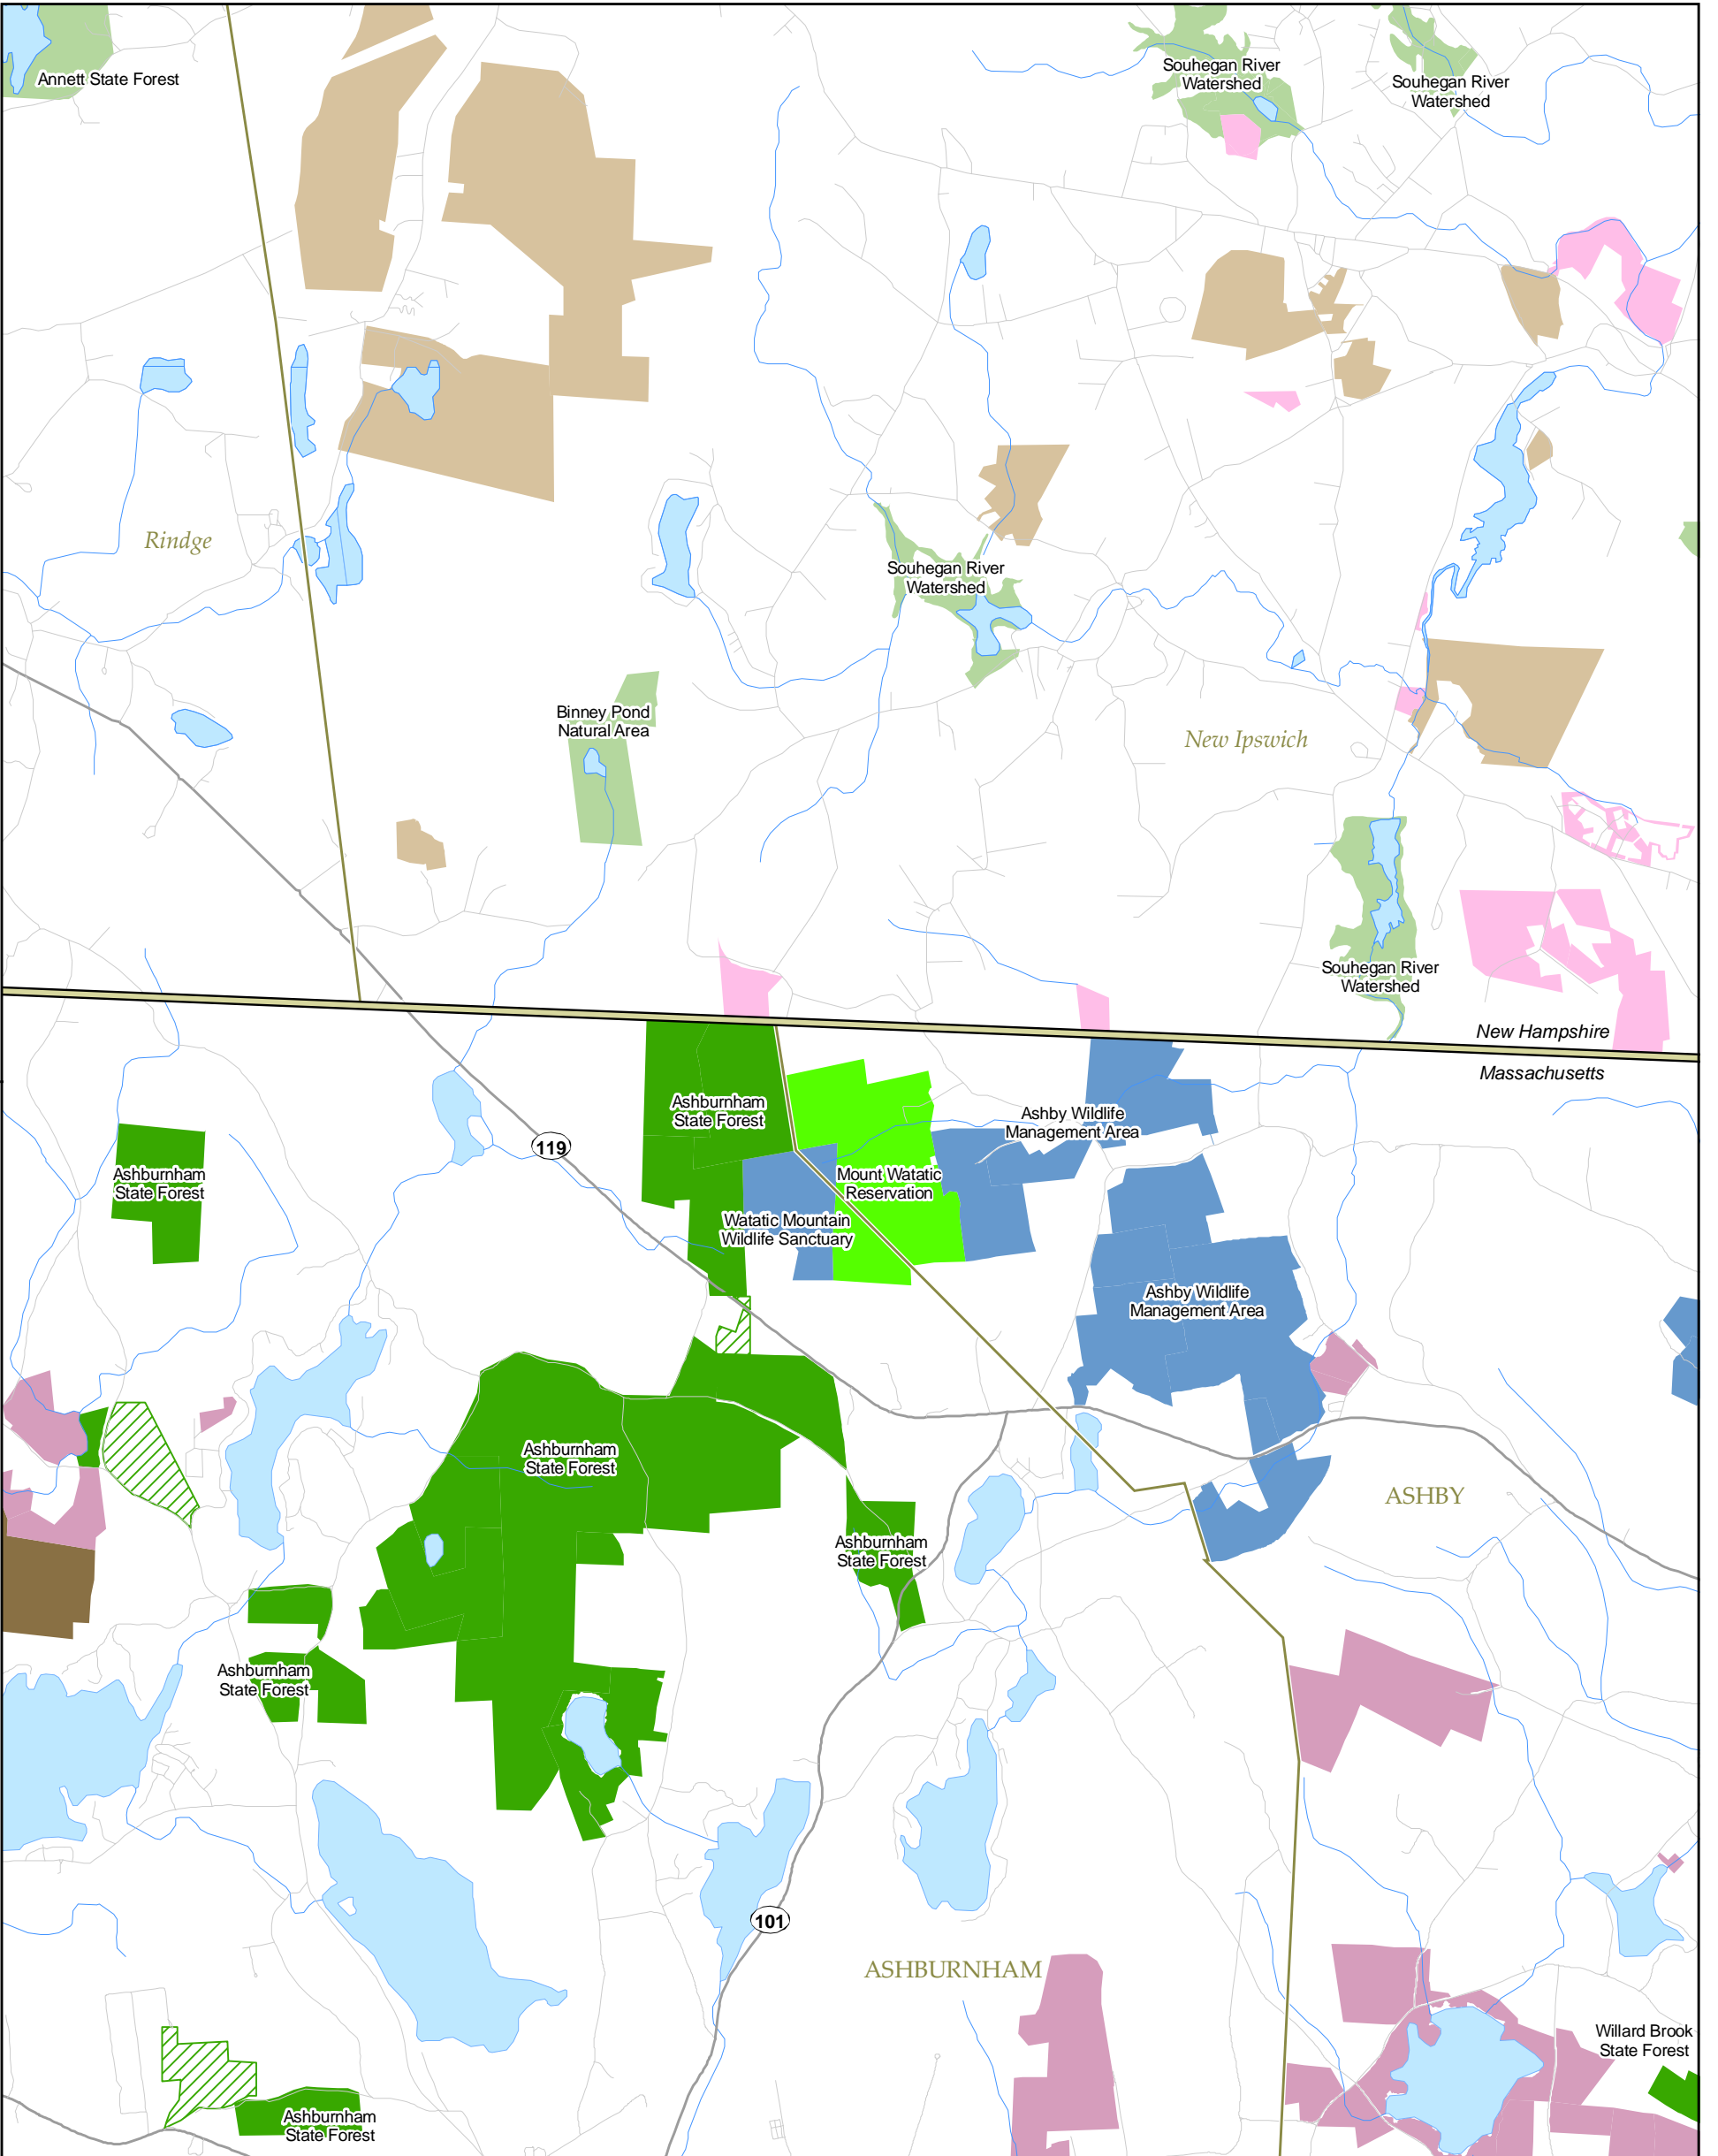 Annett State Forest
Souhegan River
Watershed
Souhegan River
Watershed
Rindge
Souhegan River
Watershed
Binney Pond
Natural Area
New Ipswich
Souhegan River
Watershed
New Hampshire
Massachusetts
Ashburnham
State Forest
Ashby Wildlife
Management Area
119
Ashburnham
State Forest
Mount Watatic
Reservation
Watatic Mountain
Wildlife Sanctuary
Ashby Wildlife
Management Area
Ashburnham
State Forest
ASHBY
Ashburnham
State Forest
Ashburnham
State Forest
101
ASHBURNHAM
Willard Brook
State Forest
Ashburnham
State Forest